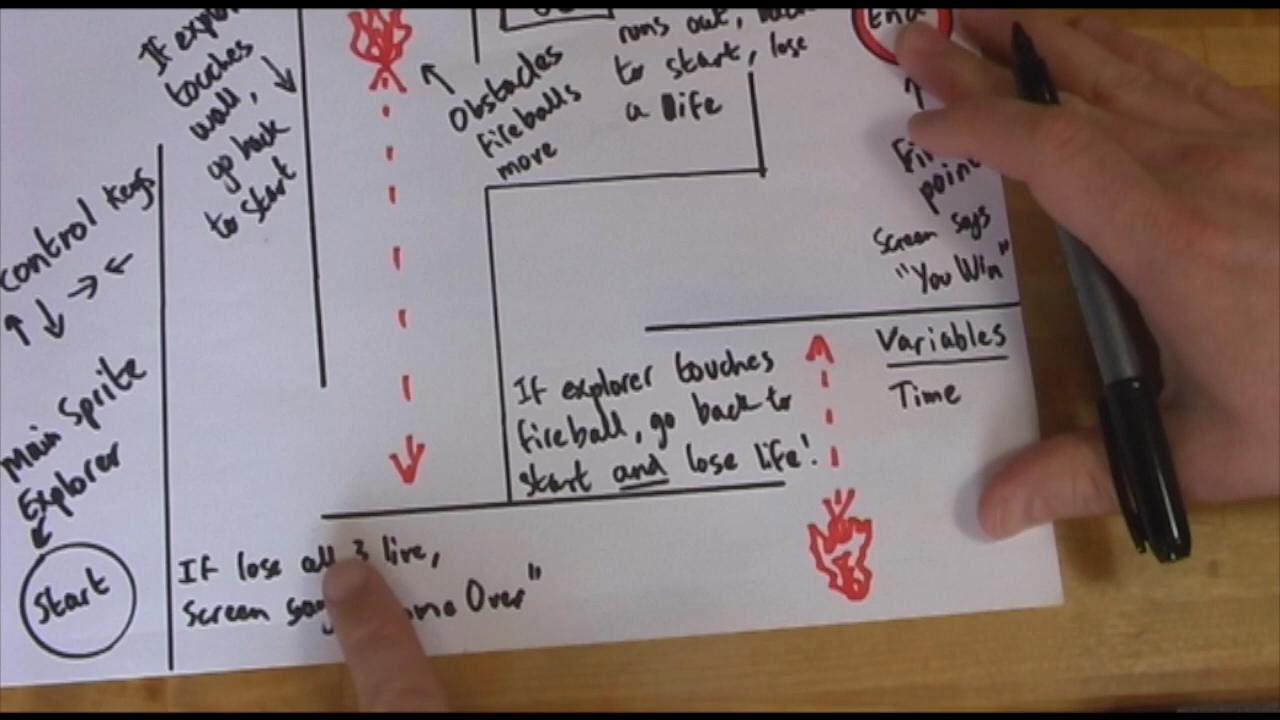 If
touches
wall,
go back
to start
Obstacles
Fireballs
move
runs out,
to start, lose
a life
End
Screen says
"You Win"
Control Keys
Main Sprite
Explorer
Start
If explorer touches
fireball, go back to
start and lose life!
Variables
Time
If lose all 3 live,
screen Over"